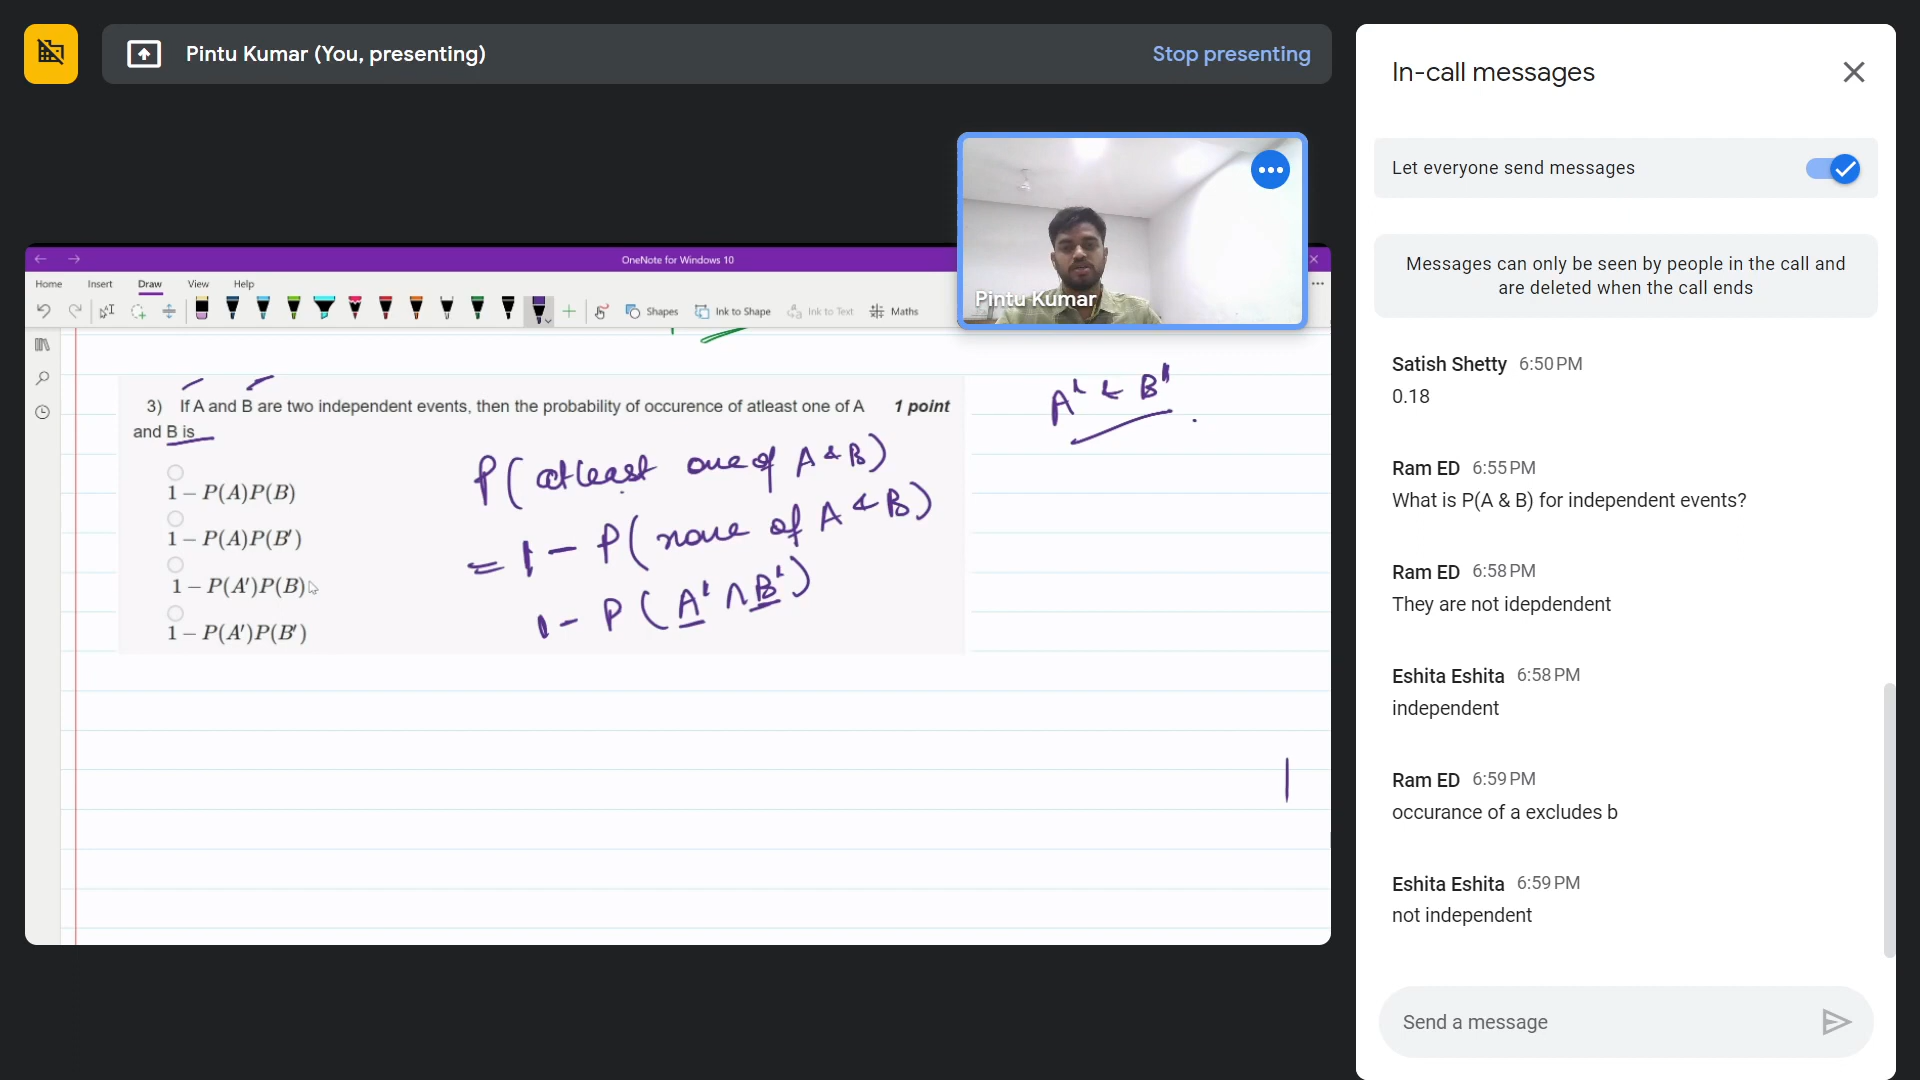 Pintu Kumar (You, presenting)
Stop presenting
OneNote for Windows 10
Home Insert Draw View Help
Shapes Ink to Shape Ink to Text Maths
Pintu Kumar
3) If A and B are two independent events, then the probability of occurence of atleast one of A 1 point
and B is
1 − P(A)P(B)
1 − P(A)P(B′)
1 − P(A′)P(B)
1 − P(A′)P(B′)
P(atleast one of A & B)
= 1 − P(none of A & B)
1 − P(A' ∩ B')
A' & B'
In-call messages
Let everyone send messages
Messages can only be seen by people in the call and
are deleted when the call ends
Satish Shetty 6:50 PM
0.18
Ram ED 6:55 PM
What is P(A & B) for independent events?
Ram ED 6:58 PM
They are not idepdendent
Eshita Eshita 6:58 PM
independent
Ram ED 6:59 PM
occurance of a excludes b
Eshita Eshita 6:59 PM
not independent
Send a message